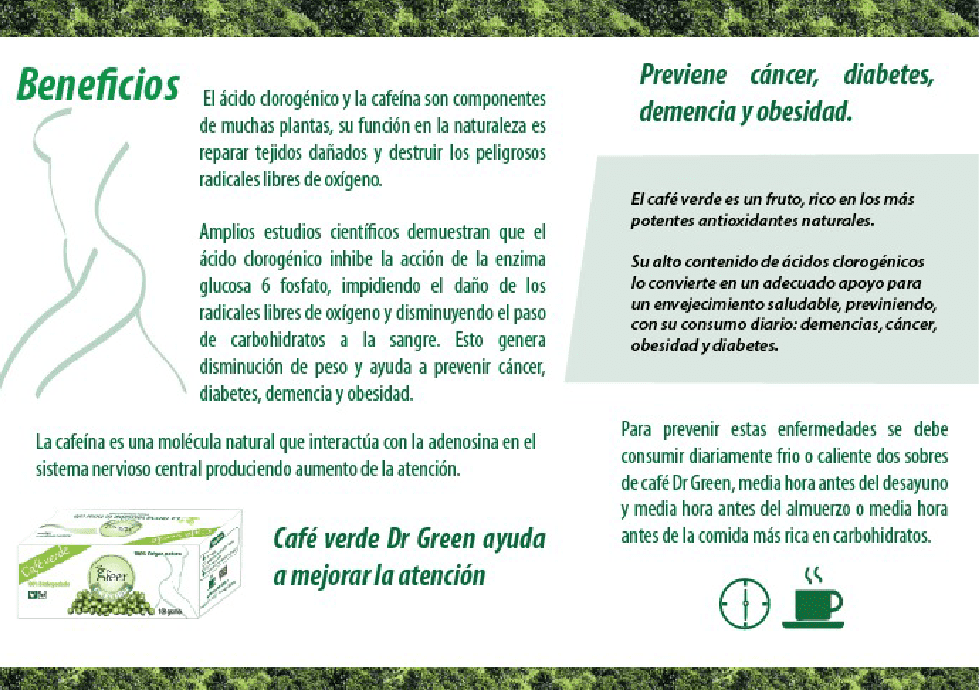 Beneficios
El ácido clorogénico y la cafeína son componentes
de muchas plantas, su función en la naturaleza es
reparar tejidos dañados y destruir los peligrosos
radicales libres de oxígeno.
Amplios estudios científicos demuestran que el
ácido clorogénico inhibe la acción de la enzima
glucosa 6 fosfato, impidiendo el daño de los
radicales libres de oxígeno y disminuyendo el paso
de carbohidratos a la sangre. Esto genera
disminución de peso y ayuda a prevenir cáncer,
diabetes, demencia y obesidad.
La cafeína es una molécula natural que interactúa con la adenosina en el
sistema nervioso central produciendo aumento de la atención.
Café verde
Café verde Dr Green ayuda
a mejorar la atención
Previene cáncer, diabetes,
demencia y obesidad.
El café verde es un fruto, rico en los más
potentes antioxidantes naturales.
Su alto contenido de ácidos clorogénicos
lo convierte en un adecuado apoyo para
un envejecimiento saludable, previniendo,
con su consumo diario: demencias, cáncer,
obesidad y diabetes.
Para prevenir estas enfermedades se debe
consumir diariamente frio o caliente dos sobres
de café Dr Green, media hora antes del desayuno
y media hora antes del almuerzo o media hora
antes de la comida más rica en carbohidratos.